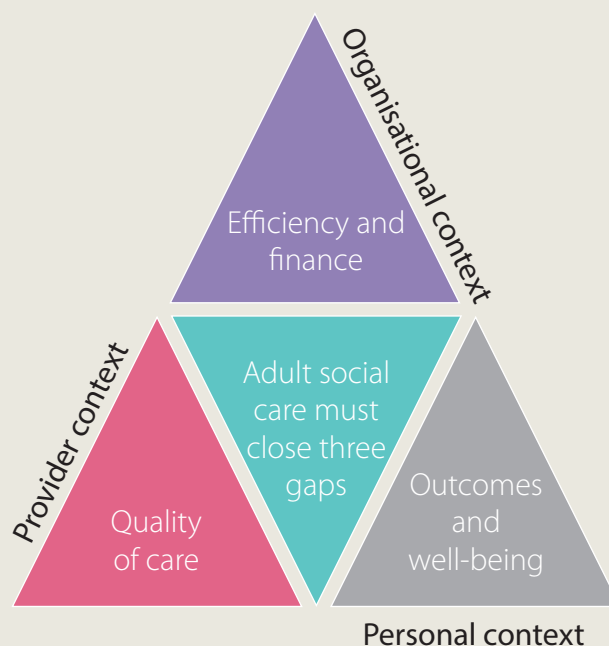 Organisational context
Efficiency and
finance
Provider context
Adult social
care must
close three
gaps
Quality
of care
Outcomes
and
well-being
Personal context